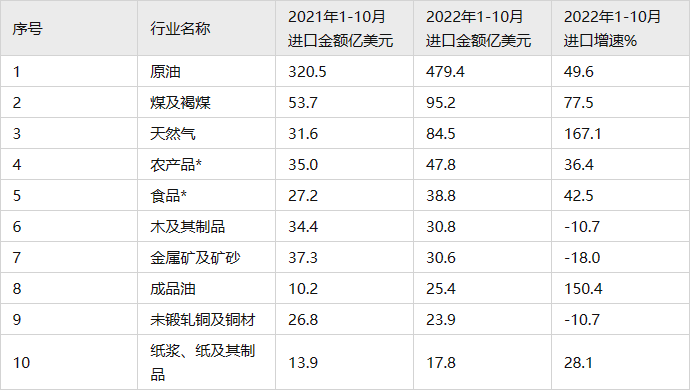 序号 行业名称 2021年1-10月进口金额亿美元 2022年1-10月进口金额亿美元 2022年1-10月进口增速%
1 原油 320.5 479.4 49.6
2 煤及褐煤 53.7 95.2 77.5
3 天然气 31.6 84.5 167.1
4 农产品* 35.0 47.8 36.4
5 食品* 27.2 38.8 42.5
6 木及其制品 34.4 30.8 -10.7
7 金属矿及矿砂 37.3 30.6 -18.0
8 成品油 10.2 25.4 150.4
9 未锻轧铜及铜材 26.8 23.9 -10.7
10 纸浆、纸及其制品 13.9 17.8 28.1